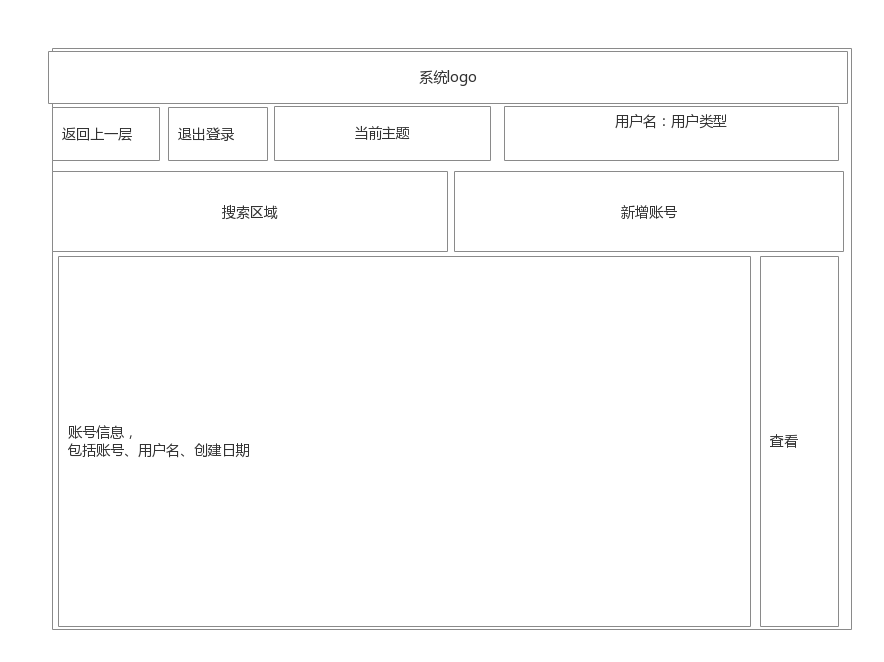 系统logo
返回上一层
退出登录
当前主题
用户名：用户类型
搜索区域
新增账号
账号信息，
包括账号、用户名、创建日期
查看